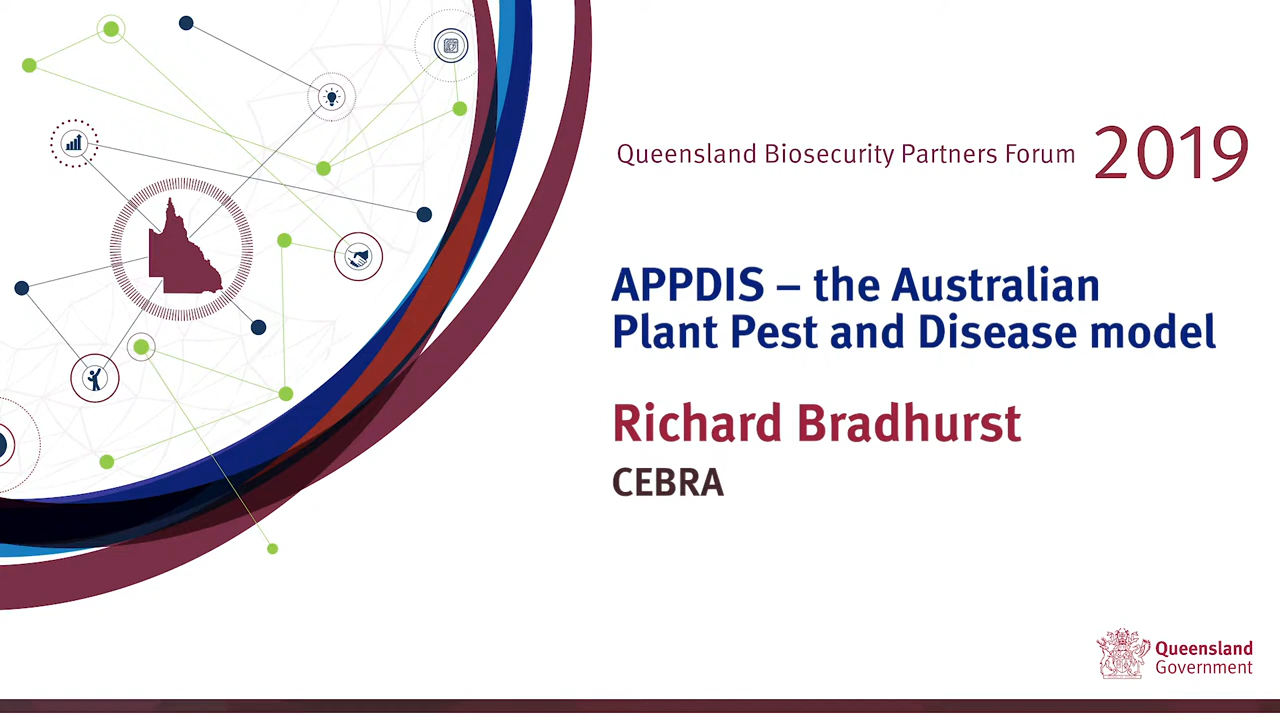 Queensland Biosecurity Partners Forum 2019
APPDIS – the Australian
Plant Pest and Disease model
Richard Bradhurst
CEBRA
Queensland
Government